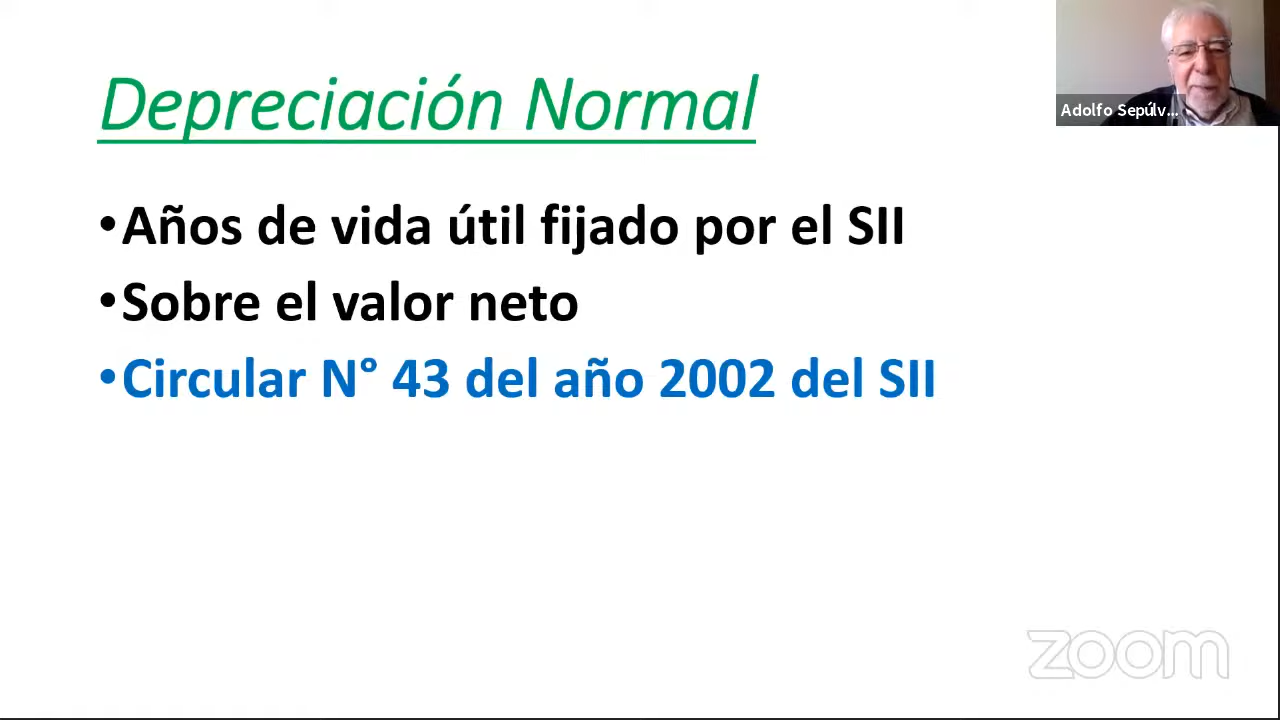 Depreciación Normal
Adolfo Sepúlv...
•Años de vida útil fijado por el SII
•Sobre el valor neto
•Circular N° 43 del año 2002 del SII
zoom